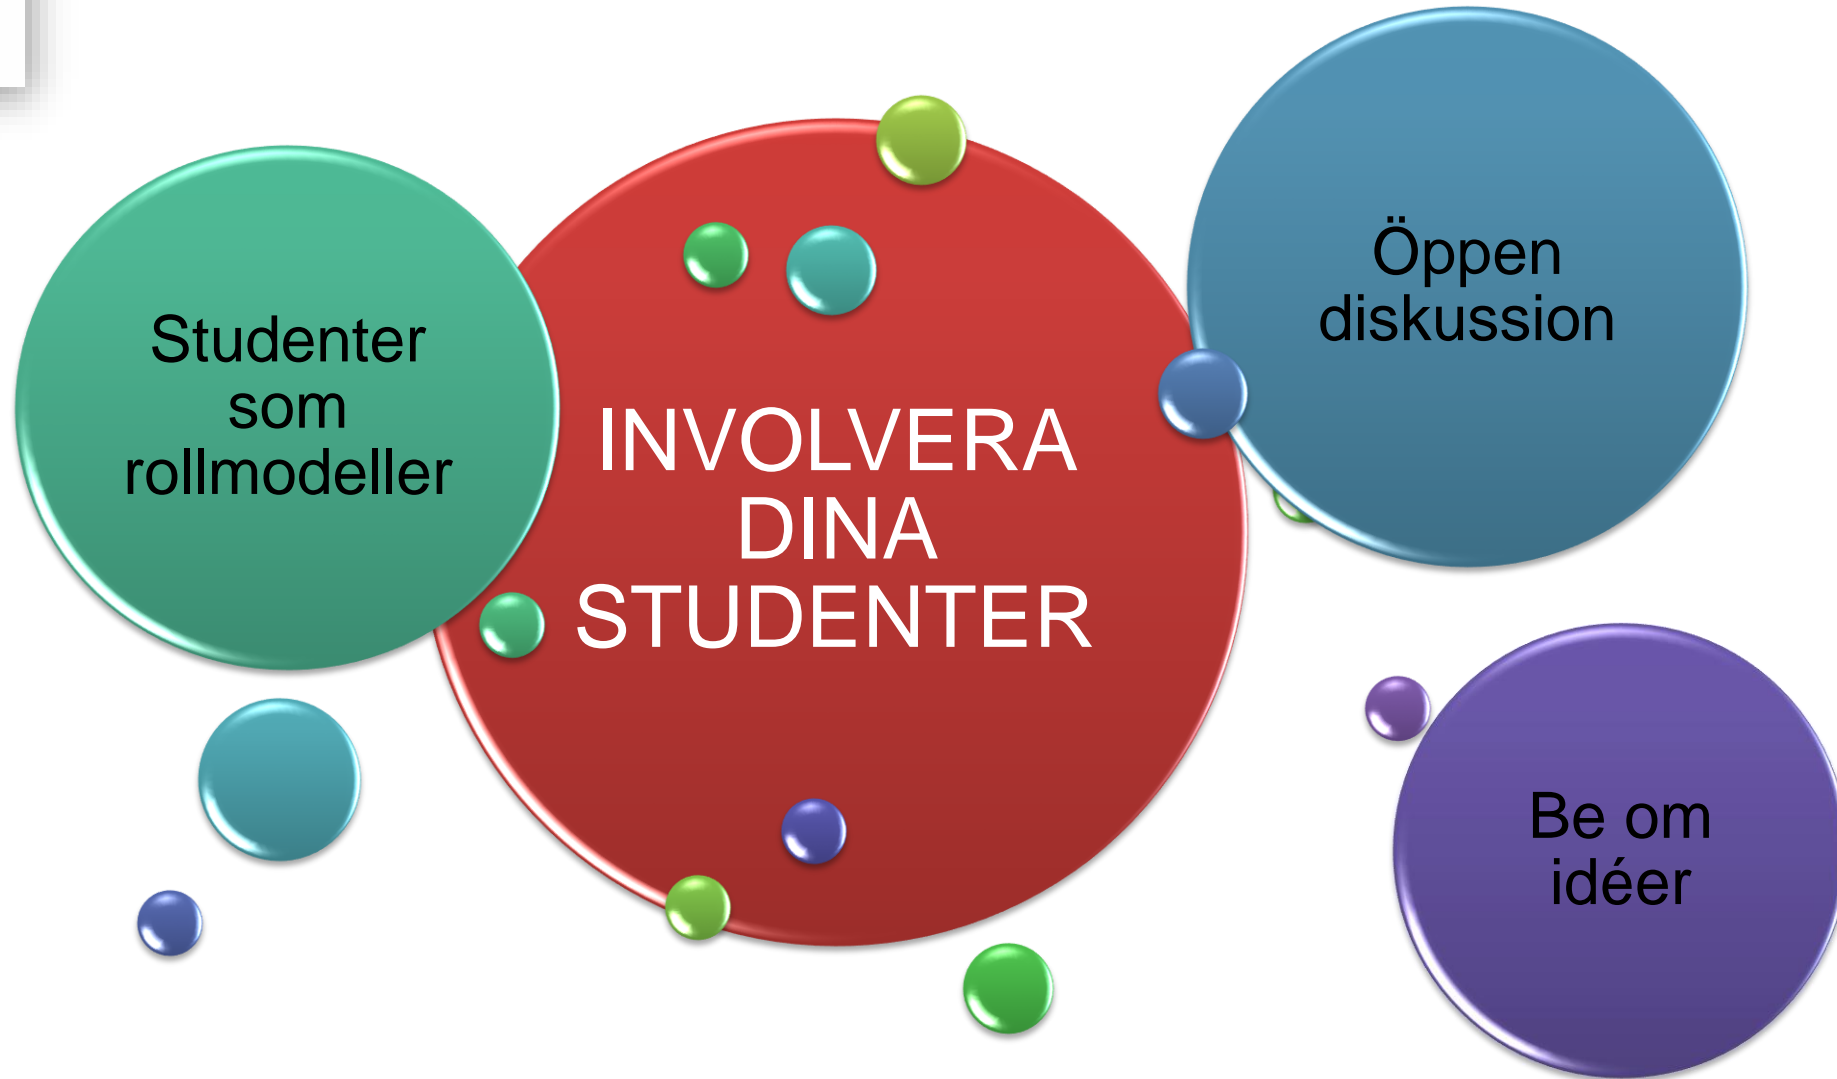 Studenter
som
rollmodeller
INVOLVERA
DINA
STUDENTER
Öppen
diskussion
Be om
idéer